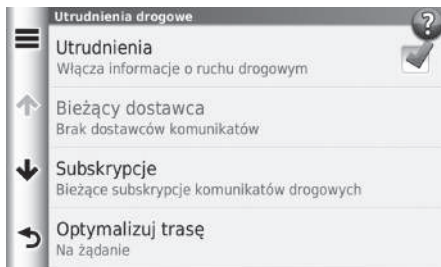 Utrudnienia drogowe
?
Utrudnienia
Włącza informacje o ruchu drogowym
Bieżący dostawca
Brak dostawców komunikatów
Subskrypcje
Bieżące subskrypcje komunikatów drogowych
Optymalizuj trasę
Na żądanie